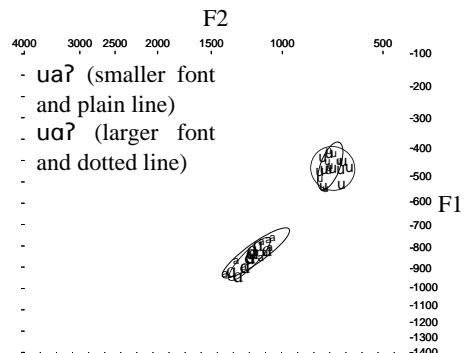 F2
4000 3000 2500 2000 1500 1000 500
-100
uaʔ (smaller font
and plain line)
-200
uɑʔ (larger font
and dotted line)
-300
-400
-500
F1
-600
-700
-800
-900
-1000
-1100
-1200
-1300
-1400